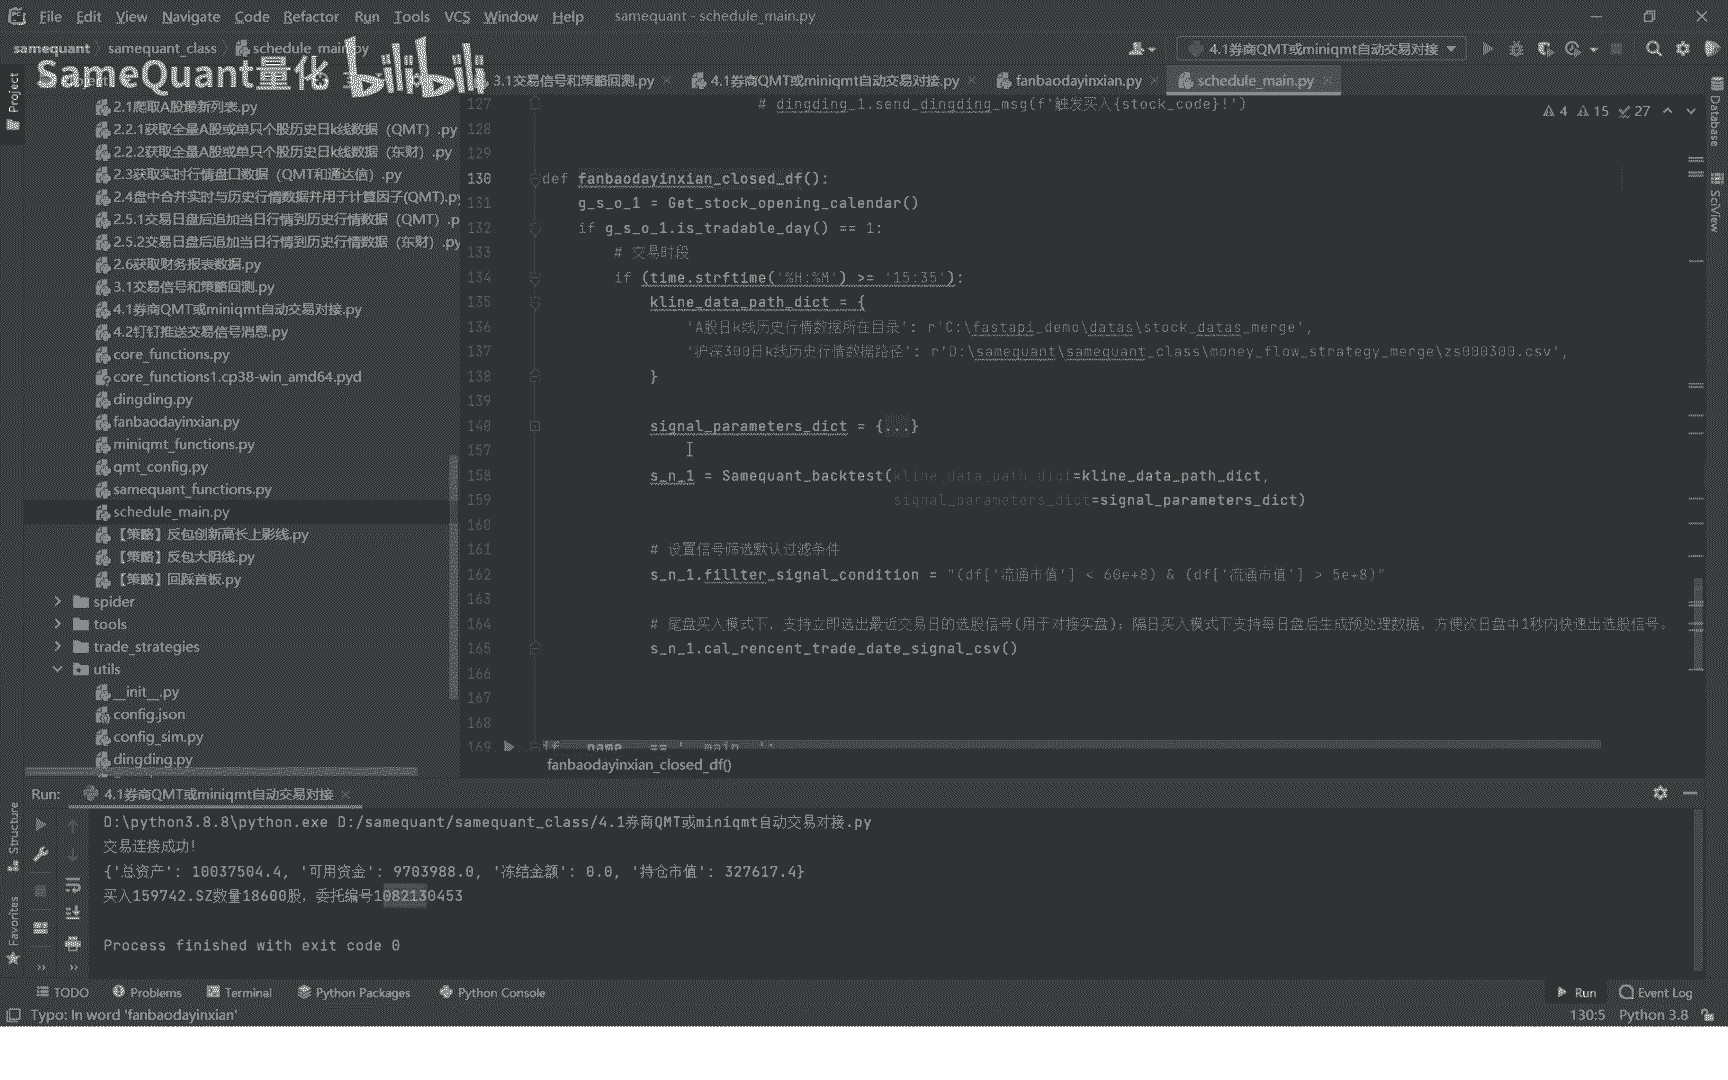 File Edit View Navigate Code Refactor Run Tools VCS Window Help samequant - schedule_main.py
samequant samequant_class schedule_main.py 4.1券商QMT或miniqmt自动交易对接
SameQuant量化 bilibili
3.1交易信号和策略回测.py 4.1券商QMT或miniqmt自动交易对接.py fanbaodayinxian.py schedule_main.py
Project
Database
SciView
4 15 27
2.1爬取A股最新列表.py
2.2.1获取全量A股或单只个股历史日k线数据（QMT）.py
2.2.2获取全量A股或单只个股历史日k线数据（东财）.py
2.3获取实时行情盘口数据（QMT和通达信）.py
2.4盘中合并实时与历史行情数据并用于计算因子(QMT).py
2.5.1交易日盘后追加当日行情到历史行情数据（QMT）.p
2.5.2交易日盘后追加当日行情到历史行情数据（东财）.py
2.6获取财务报表数据.py
3.1交易信号和策略回测.py
4.1券商QMT或miniqmt自动交易对接.py
4.2钉钉推送交易信号消息.py
core_functions.py
core_functions1.cp38-win_amd64.pyd
dingding.py
fanbaodayinxian.py
miniqmt_functions.py
qmt_config.py
samequant_functions.py
schedule_main.py
【策略】反包创新高长上影线.py
【策略】反包大阴线.py
【策略】回踩首板.py
spider
tools
trade_strategies
utils
__init__.py
config.json
config_sim.py
dingding.py
127 # dingding_1.send_dingding_msg(f'触发买入{stock_code}!')
128
129
130 def fanbaodayinxian_closed_df():
131 g_s_o_1 = Get_stock_opening_calendar()
132 if g_s_o_1.is_tradable_day() == 1:
133 # 交易时段
134 if (time.strftime('%H:%M') >= '15:35'):
135 kline_data_path_dict = {
136 'A股日k线历史行情数据所在目录': r'C:\fastapi_demo\datas\stock_datas_merge',
137 '沪深300日k线历史行情数据路径': r'D:\samequant\samequant_class\money_flow_strategy_merge\zs000300.csv',
138 }
139
140 signal_parameters_dict = {...}
157
158 s_n_1 = Samequant_backtest(kline_data_path_dict=kline_data_path_dict,
159 signal_parameters_dict=signal_parameters_dict)
160
161 # 设置信号筛选默认过滤条件
162 s_n_1.fillter_signal_condition = "(df['流通市值'] < 60e+8) & (df['流通市值'] > 5e+8)"
163
164 # 尾盘买入模式下，支持立即选出最近交易日的选股信号(用于对接实盘)；隔日买入模式下支持每日盘后生成预处理数据，方便次日盘中1秒内快速出选股信号。
165 s_n_1.cal_rencent_trade_date_signal_csv()
166
167
168
169 if __name__ == '__main__':
fanbaodayinxian_closed_df()
Run: 4.1券商QMT或miniqmt自动交易对接
Structure
Favorites
D:\python3.8.8\python.exe D:/samequant/samequant_class/4.1券商QMT或miniqmt自动交易对接.py
交易连接成功!
{'总资产': 10037504.4, '可用资金': 9703988.0, '冻结金额': 0.0, '持仓市值': 327617.4}
买入159742.SZ数量18600股，委托编号1082130453
Process finished with exit code 0
TODO Problems Terminal Python Packages Python Console Run Event Log
Typo: In word 'fanbaodayinxian' 130:5 Python 3.8